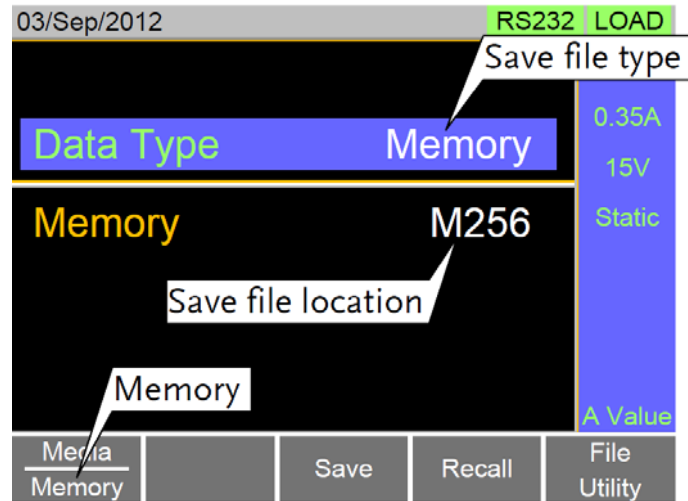 03/Sep/2012 RS232 LOAD
Save file type
0.35A
Data Type Memory
15V
Memory M256 Static
Save file location
Memory
A Value
Media Save Recall File
Memory Utility